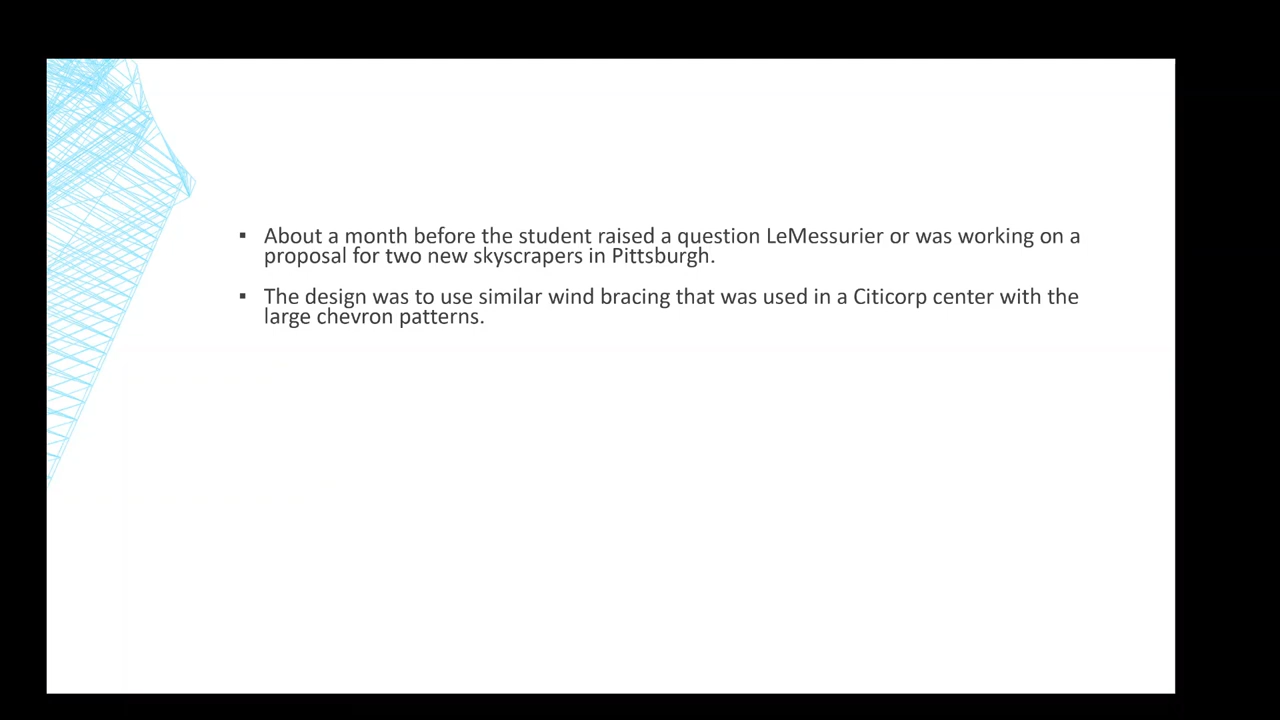 ▪ About a month before the student raised a question LeMessurier or was working on a
proposal for two new skyscrapers in Pittsburgh.
▪ The design was to use similar wind bracing that was used in a Citicorp center with the
large chevron patterns.